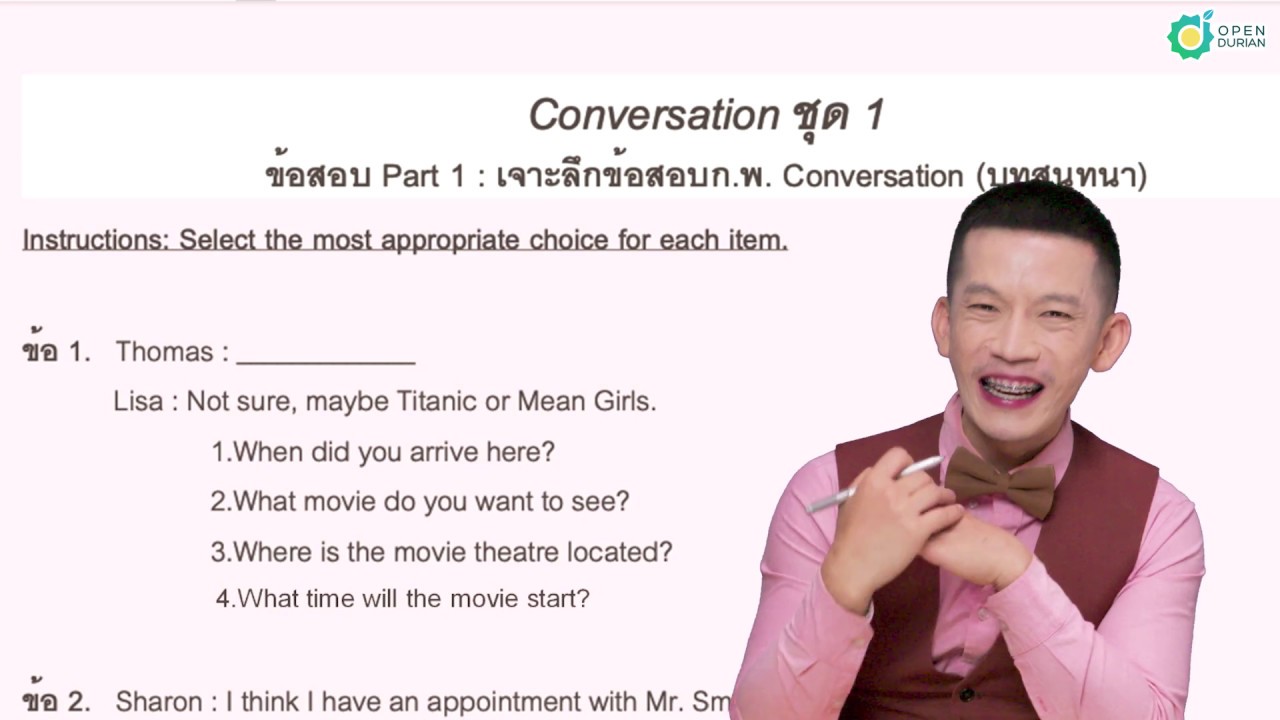 OPEN
DURIAN
Conversation ชุด 1
ข้อสอบ Part 1 : เจาะลึกข้อสอบก.พ. Conversation (บทสนทนา)
Instructions: Select the most appropriate choice for each item.
ข้อ 1. Thomas : ____________
Lisa : Not sure, maybe Titanic or Mean Girls.
1.When did you arrive here?
2.What movie do you want to see?
3.Where is the movie theatre located?
4.What time will the movie start?
ข้อ 2. Sharon : I think I have an appointment with Mr. Sm